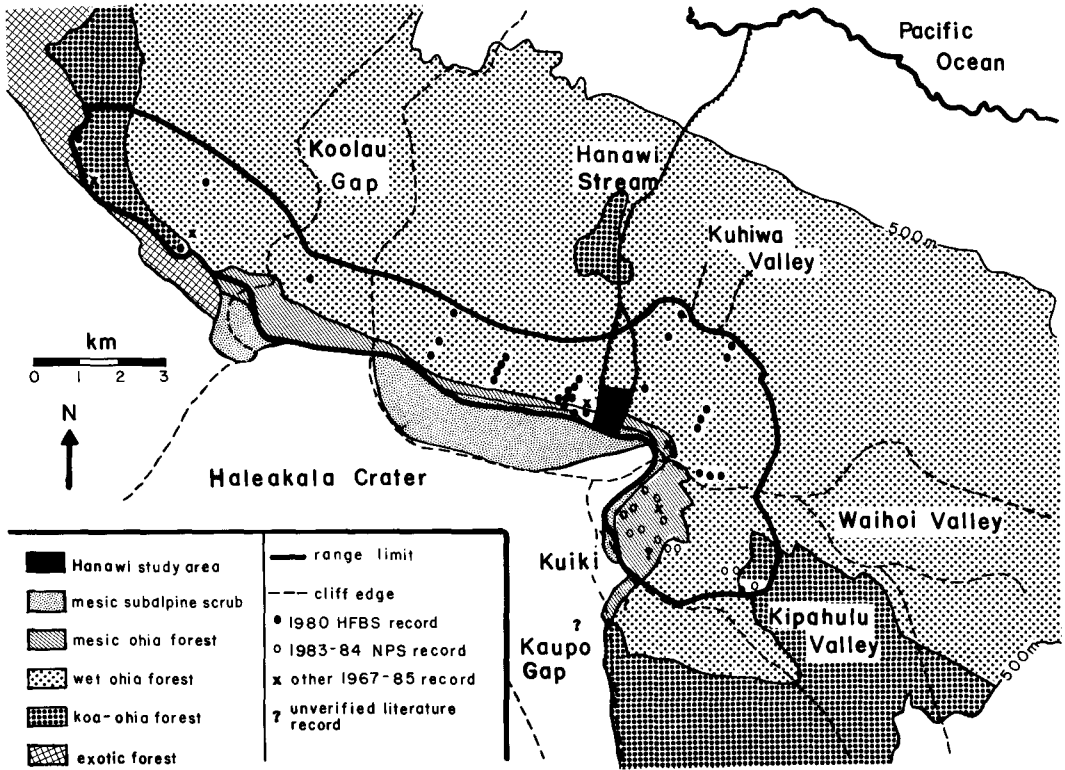 Pacific
Ocean
Koolau
Gap
Hanawi
Stream
500m
Kuhiwa
Valley
km
0 1 2 3
N
Haleakala Crater
Waihoi Valley
Kuiki
Kipahulu
Valley
?
Kaupo
Gap
500m
Hanawi study area
mesic subalpine scrub
mesic ohia forest
wet ohia forest
koa-ohia forest
exotic forest
range limit
cliff edge
1980 HFBS record
1983-84 NPS record
x other 1967-85 record
? unverified literature
record